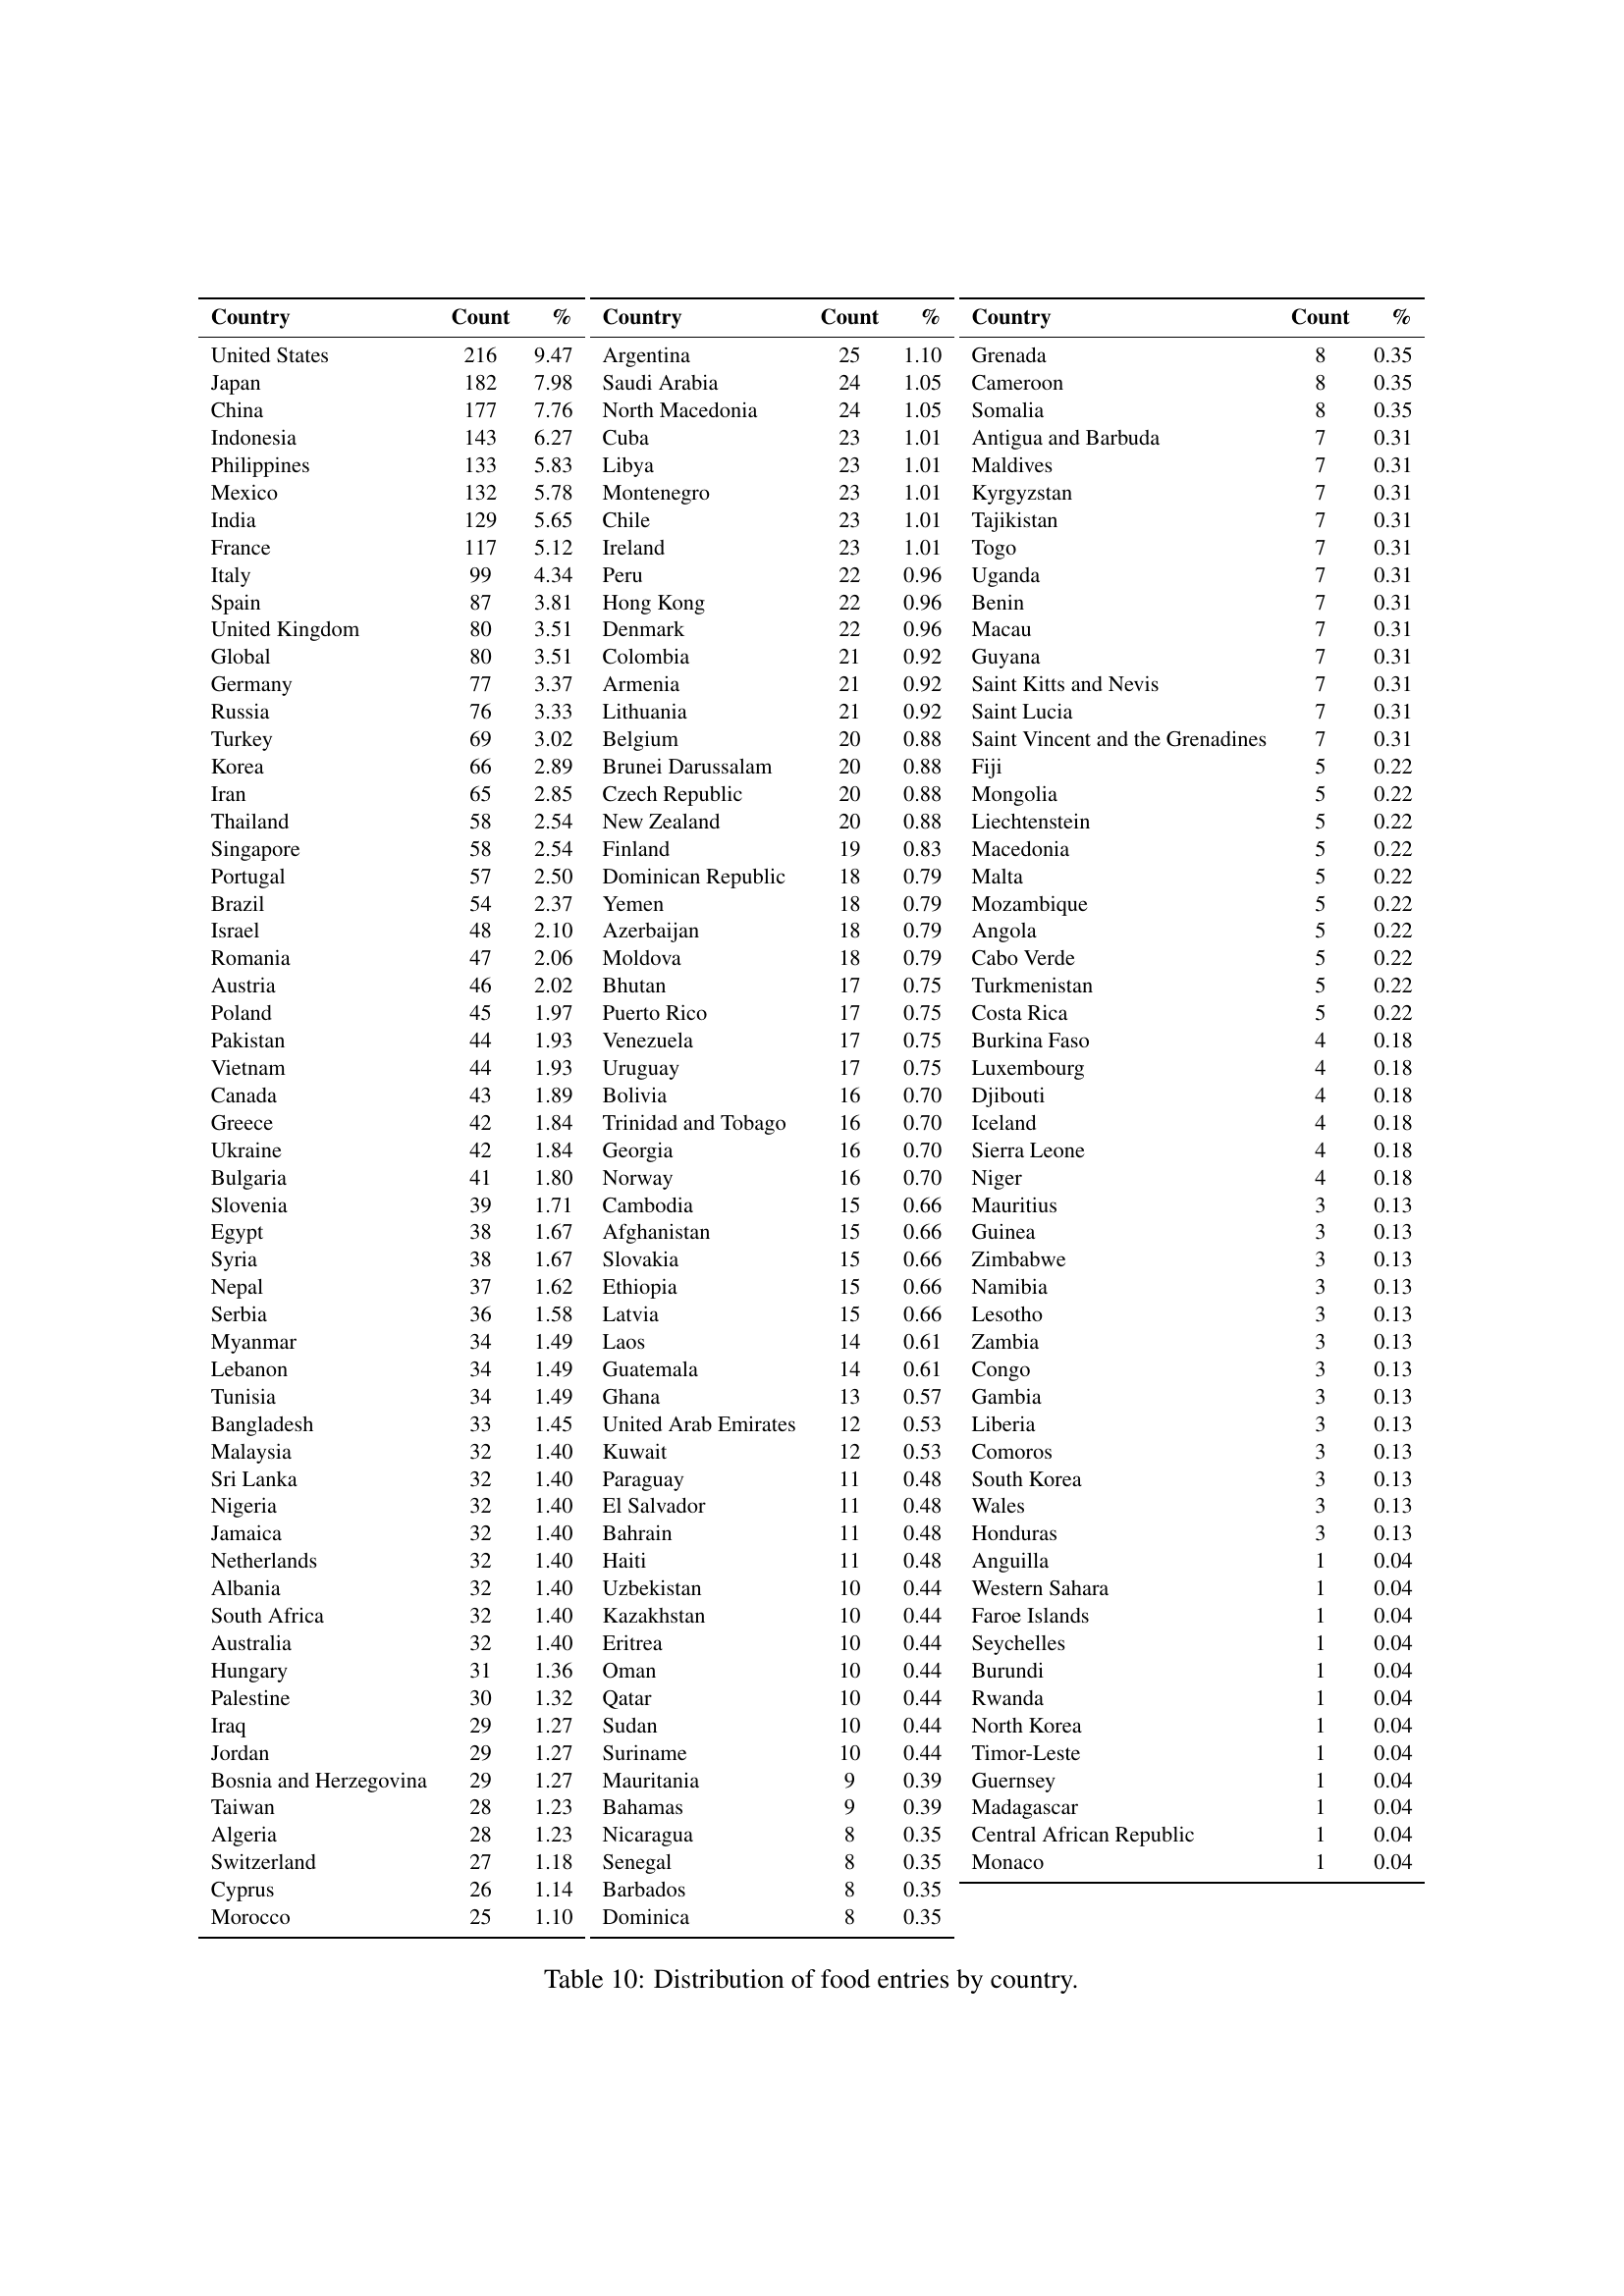 Country Count %
United States 216 9.47
Japan 182 7.98
China 177 7.76
Indonesia 143 6.27
Philippines 133 5.83
Mexico 132 5.78
India 129 5.65
France 117 5.12
Italy 99 4.34
Spain 87 3.81
United Kingdom 80 3.51
Global 80 3.51
Germany 77 3.37
Russia 76 3.33
Turkey 69 3.02
Korea 66 2.89
Iran 65 2.85
Thailand 58 2.54
Singapore 58 2.54
Portugal 57 2.50
Brazil 54 2.37
Israel 48 2.10
Romania 47 2.06
Austria 46 2.02
Poland 45 1.97
Pakistan 44 1.93
Vietnam 44 1.93
Canada 43 1.89
Greece 42 1.84
Ukraine 42 1.84
Bulgaria 41 1.80
Slovenia 39 1.71
Egypt 38 1.67
Syria 38 1.67
Nepal 37 1.62
Serbia 36 1.58
Myanmar 34 1.49
Lebanon 34 1.49
Tunisia 34 1.49
Bangladesh 33 1.45
Malaysia 32 1.40
Sri Lanka 32 1.40
Nigeria 32 1.40
Jamaica 32 1.40
Netherlands 32 1.40
Albania 32 1.40
South Africa 32 1.40
Australia 32 1.40
Hungary 31 1.36
Palestine 30 1.32
Iraq 29 1.27
Jordan 29 1.27
Bosnia and Herzegovina 29 1.27
Taiwan 28 1.23
Algeria 28 1.23
Switzerland 27 1.18
Cyprus 26 1.14
Morocco 25 1.10
Country Count %
Argentina 25 1.10
Saudi Arabia 24 1.05
North Macedonia 24 1.05
Cuba 23 1.01
Libya 23 1.01
Montenegro 23 1.01
Chile 23 1.01
Ireland 23 1.01
Peru 22 0.96
Hong Kong 22 0.96
Denmark 22 0.96
Colombia 21 0.92
Armenia 21 0.92
Lithuania 21 0.92
Belgium 20 0.88
Brunei Darussalam 20 0.88
Czech Republic 20 0.88
New Zealand 20 0.88
Finland 19 0.83
Dominican Republic 18 0.79
Yemen 18 0.79
Azerbaijan 18 0.79
Moldova 18 0.79
Bhutan 17 0.75
Puerto Rico 17 0.75
Venezuela 17 0.75
Uruguay 17 0.75
Bolivia 16 0.70
Trinidad and Tobago 16 0.70
Georgia 16 0.70
Norway 16 0.70
Cambodia 15 0.66
Afghanistan 15 0.66
Slovakia 15 0.66
Ethiopia 15 0.66
Latvia 15 0.66
Laos 14 0.61
Guatemala 14 0.61
Ghana 13 0.57
United Arab Emirates 12 0.53
Kuwait 12 0.53
Paraguay 11 0.48
El Salvador 11 0.48
Bahrain 11 0.48
Haiti 11 0.48
Uzbekistan 10 0.44
Kazakhstan 10 0.44
Eritrea 10 0.44
Oman 10 0.44
Qatar 10 0.44
Sudan 10 0.44
Suriname 10 0.44
Mauritania 9 0.39
Bahamas 9 0.39
Nicaragua 8 0.35
Senegal 8 0.35
Barbados 8 0.35
Dominica 8 0.35
Country Count %
Grenada 8 0.35
Cameroon 8 0.35
Somalia 8 0.35
Antigua and Barbuda 7 0.31
Maldives 7 0.31
Kyrgyzstan 7 0.31
Tajikistan 7 0.31
Togo 7 0.31
Uganda 7 0.31
Benin 7 0.31
Macau 7 0.31
Guyana 7 0.31
Saint Kitts and Nevis 7 0.31
Saint Lucia 7 0.31
Saint Vincent and the Grenadines 7 0.31
Fiji 5 0.22
Mongolia 5 0.22
Liechtenstein 5 0.22
Macedonia 5 0.22
Malta 5 0.22
Mozambique 5 0.22
Angola 5 0.22
Cabo Verde 5 0.22
Turkmenistan 5 0.22
Costa Rica 5 0.22
Burkina Faso 4 0.18
Luxembourg 4 0.18
Djibouti 4 0.18
Iceland 4 0.18
Sierra Leone 4 0.18
Niger 4 0.18
Mauritius 3 0.13
Guinea 3 0.13
Zimbabwe 3 0.13
Namibia 3 0.13
Lesotho 3 0.13
Zambia 3 0.13
Congo 3 0.13
Gambia 3 0.13
Liberia 3 0.13
Comoros 3 0.13
South Korea 3 0.13
Wales 3 0.13
Honduras 3 0.13
Anguilla 1 0.04
Western Sahara 1 0.04
Faroe Islands 1 0.04
Seychelles 1 0.04
Burundi 1 0.04
Rwanda 1 0.04
North Korea 1 0.04
Timor-Leste 1 0.04
Guernsey 1 0.04
Madagascar 1 0.04
Central African Republic 1 0.04
Monaco 1 0.04
Table 10: Distribution of food entries by country.